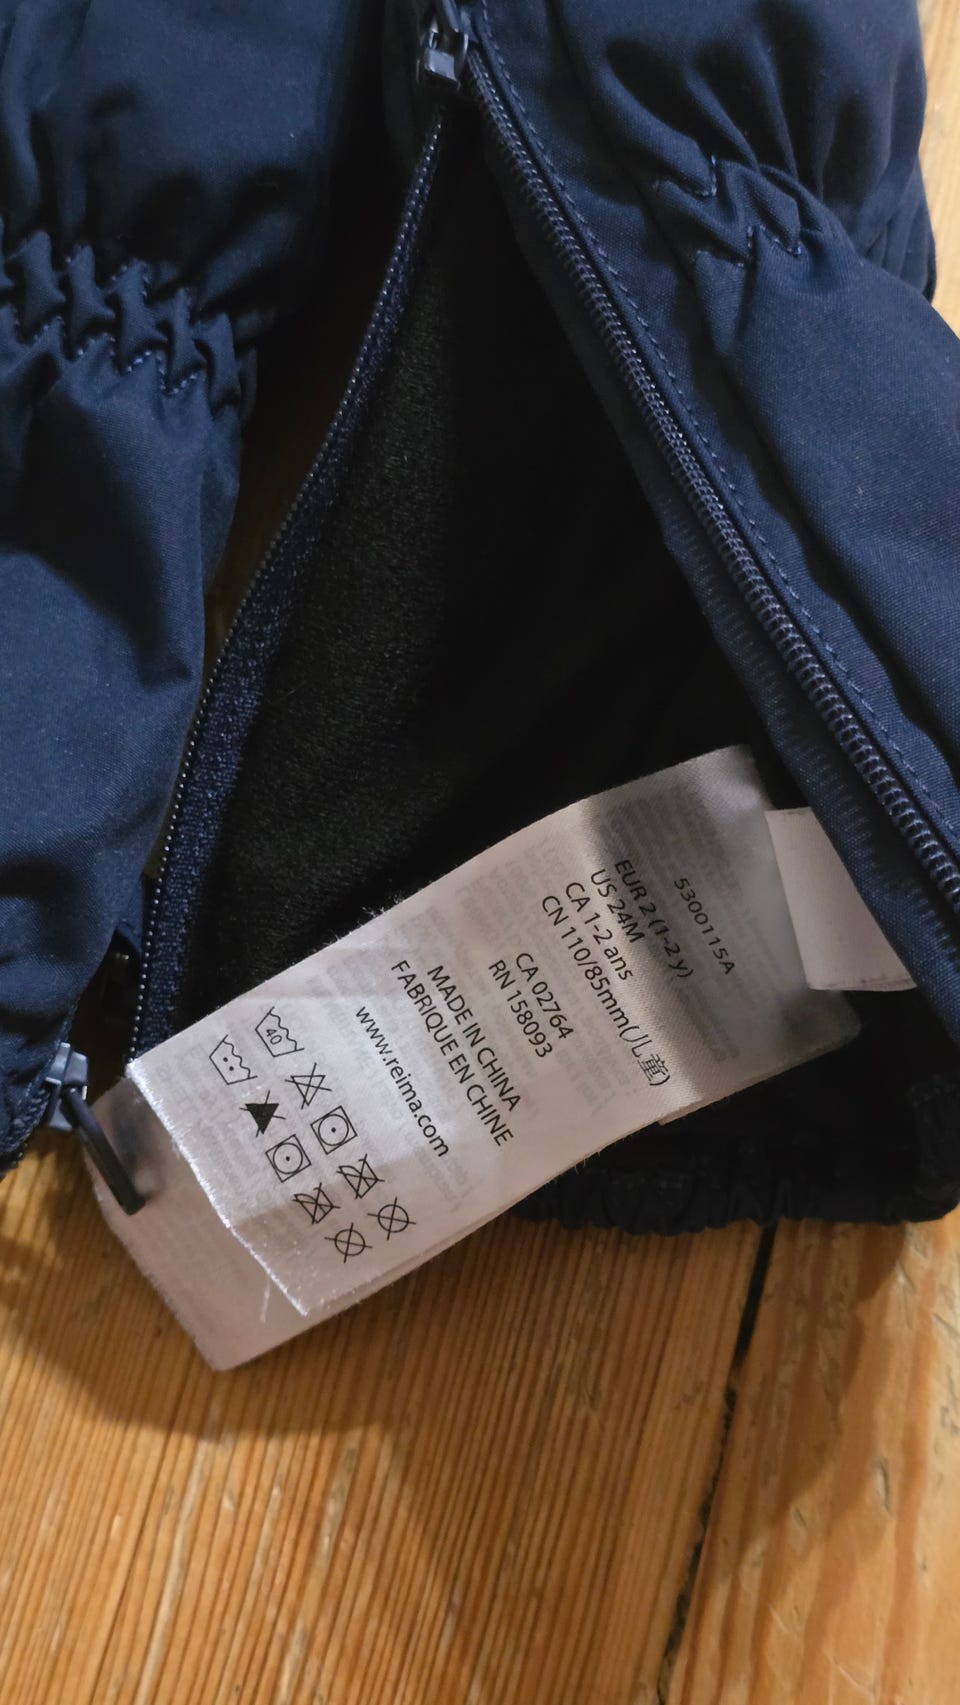 5300115A
EUR 2 (1-2 y)
US 24M
CA 1-2 ans
CN 110/85mm(儿童)
CA 02764
RN 158093
MADE IN CHINA
FABRIQUE EN CHINE
www.reima.com
40